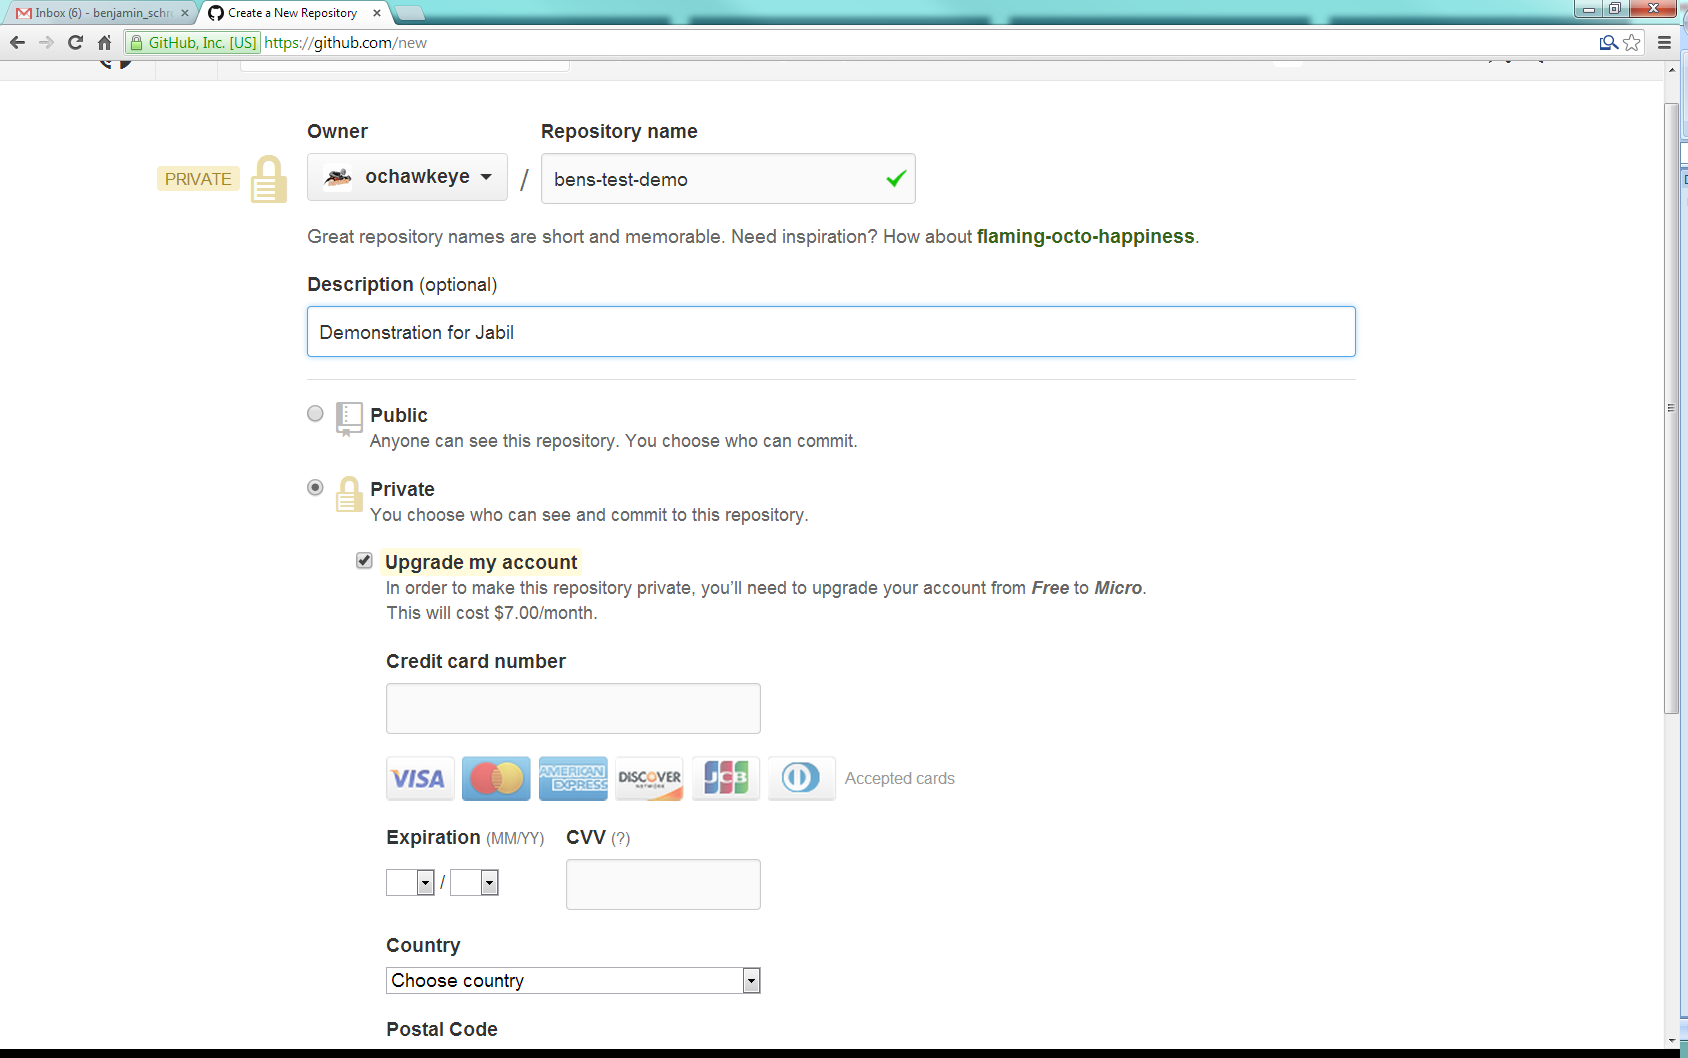 Inbox (6) - benjamin_schr
Create a New Repository
GitHub, Inc. [US] https://github.com/new
Owner
Repository name
PRIVATE
ochawkeye
/
bens-test-demo
Great repository names are short and memorable. Need inspiration? How about flaming-octo-happiness.
Description (optional)
Demonstration for Jabil
Public
Anyone can see this repository. You choose who can commit.
Private
You choose who can see and commit to this repository.
Upgrade my account
In order to make this repository private, you’ll need to upgrade your account from Free to Micro.
This will cost $7.00/month.
Credit card number
VISA
AMERICAN EXPRESS
DISCOVER NETWORK
JCB
Accepted cards
Expiration (MM/YY)
CVV (?)
/
Country
Choose country
Postal Code